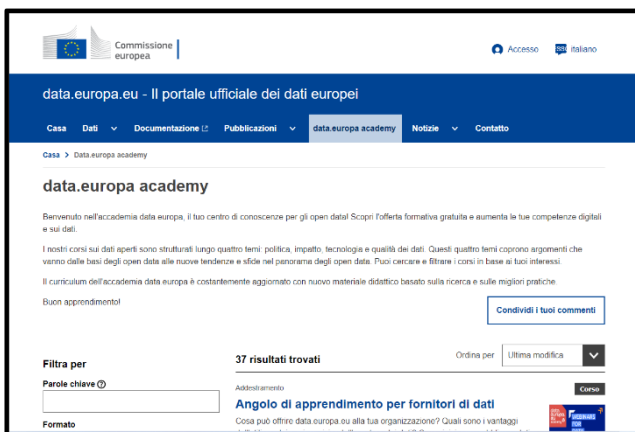 Commissione
europea
Accesso
italiano
data.europa.eu - Il portale ufficiale dei dati europei
Casa Dati Documentazione Pubblicazioni data.europa academy Notizie Contatto
Casa > Data.europa academy
data.europa academy
Benvenuto nell'accademia data europa, il tuo centro di conoscenze per gli open data! Scopri l'offerta formativa gratuita e aumenta le tue competenze digitali
e sui dati.
I nostri corsi sui dati aperti sono strutturati lungo quattro temi: politica, impatto, tecnologia e qualità dei dati. Questi quattro temi coprono argomenti che
vanno dalle basi degli open data alle nuove tendenze e sfide nel panorama degli open data. Puoi cercare e filtrare i corsi in base ai tuoi interessi.
Il curriculum dell'accademia data europa è costantemente aggiornato con nuovo materiale didattico basato sulla ricerca e sulle migliori pratiche.
Buon apprendimento!
Condividi i tuoi commenti
Filtra per
37 risultati trovati
Ordina per Ultima modifica
Parole chiave
Addestramento
Corso
Angolo di apprendimento per fornitori di dati
Cosa può offrire data.europa.eu alla tua organizzazione? Quali sono i vantaggi
Formato
WEBINARS
FOR